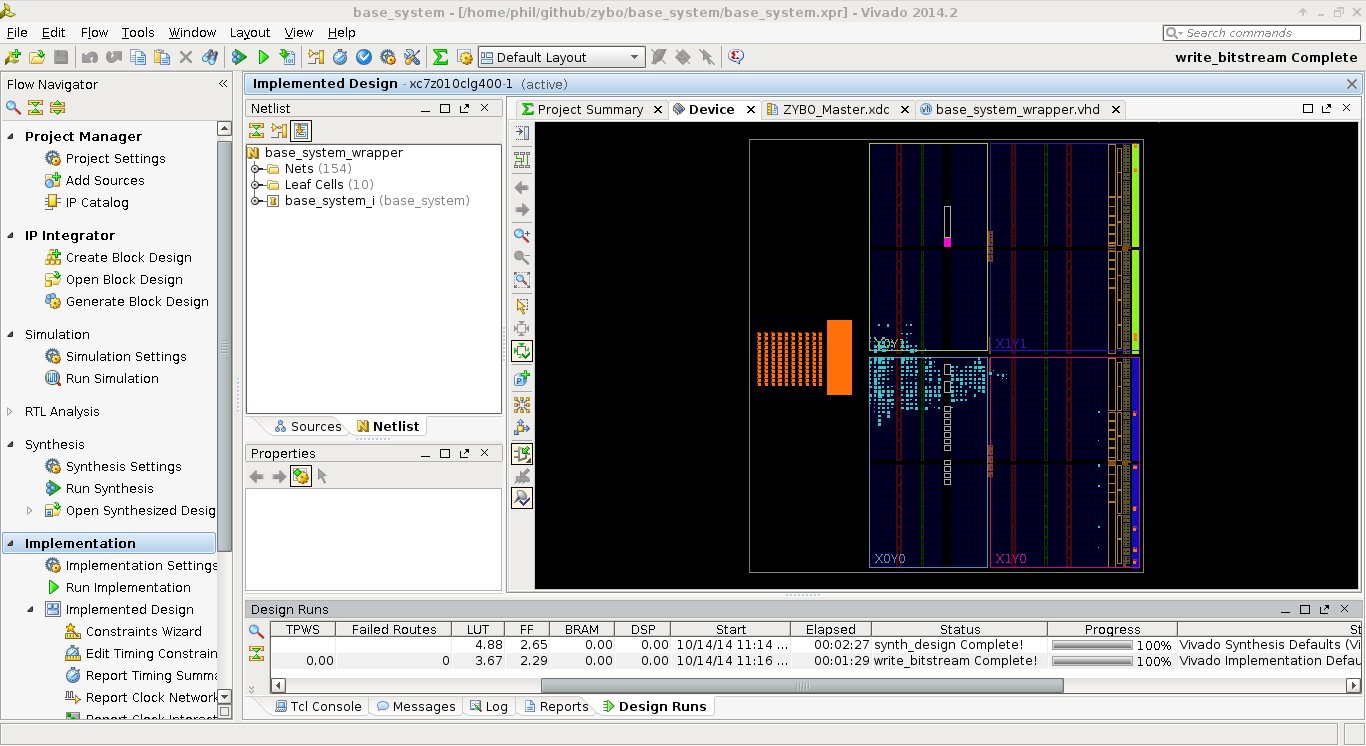 base_system - [/home/phil/github/zybo/base_system/base_system.xpr] - Vivado 2014.2
File Edit Flow Tools Window Layout View Help
Search commands
Default Layout
write_bitstream Complete
Flow Navigator
Project Manager
Project Settings
Add Sources
IP Catalog
IP Integrator
Create Block Design
Open Block Design
Generate Block Design
Simulation
Simulation Settings
Run Simulation
RTL Analysis
Synthesis
Synthesis Settings
Run Synthesis
Open Synthesized Desig
Implementation
Implementation Settings
Run Implementation
Implemented Design
Constraints Wizard
Edit Timing Constrain
Report Timing Summa
Report Clock Network
Report Clock Interact
Implemented Design - xc7z010clg400-1 (active)
Netlist
base_system_wrapper
Nets (154)
Leaf Cells (10)
base_system_i (base_system)
Sources Netlist
Properties
Project Summary Device ZYBO_Master.xdc base_system_wrapper.vhd
X0Y1 X1Y1
X0Y0 X1Y0
Design Runs
TPWS Failed Routes LUT FF BRAM DSP Start Elapsed Status Progress St
4.88 2.65 0.00 0.00 10/14/14 11:14 ... 00:02:27 synth_design Complete! 100% Vivado Synthesis Defaults (Vi
0.00 0 3.67 2.29 0.00 0.00 10/14/14 11:16 ... 00:01:29 write_bitstream Complete! 100% Vivado Implementation Defau
Tcl Console Messages Log Reports Design Runs